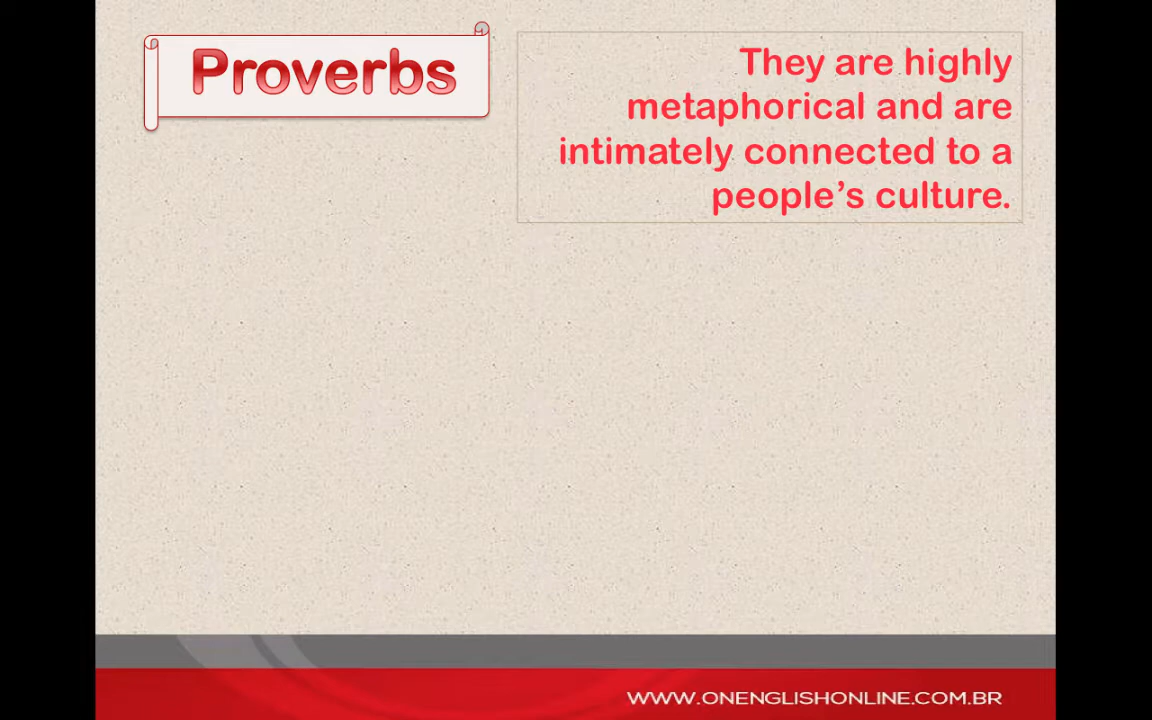 Proverbs
They are highly
metaphorical and are
intimately connected to a
people’s culture.
WWW.ONENGLISHONLINE.COM.BR